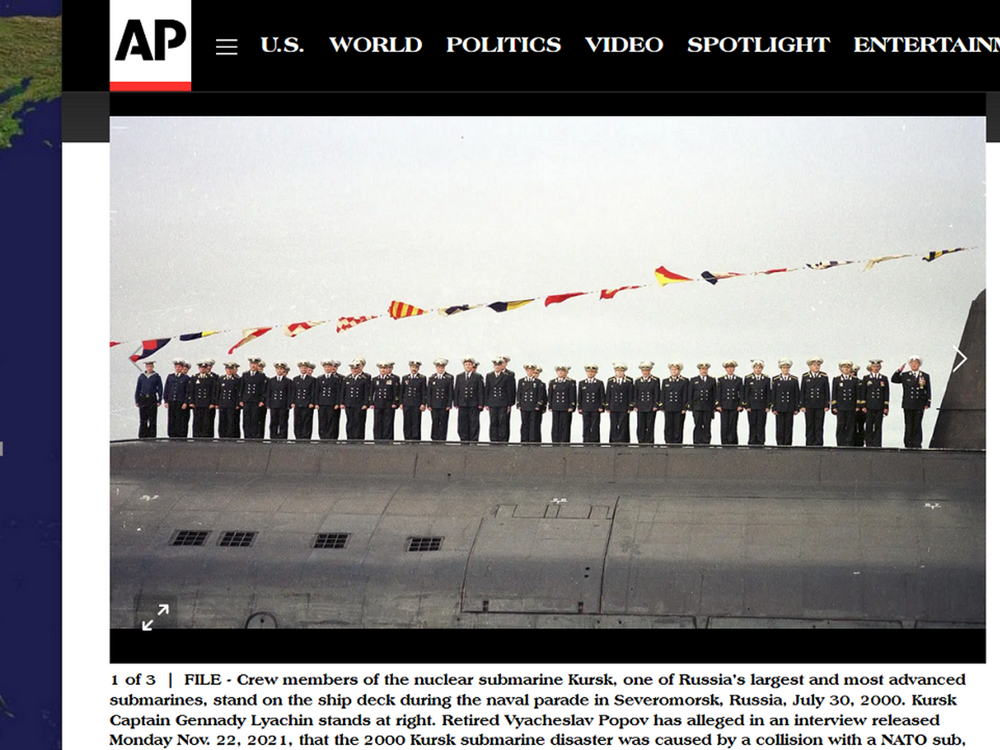 AP
U.S. WORLD POLITICS VIDEO SPOTLIGHT
1 of 3 | FILE - Crew members of the nuclear submarine Kursk, one of Russia's largest and most advanced
submarines, stand on the ship deck during the naval parade in Severomorsk, Russia, July 30, 2000. Kursk
Captain Gennady Lyachin stands at right. Retired Vyacheslav Popov has alleged in an interview released
Monday Nov. 22, 2021, that the 2000 Kursk submarine disaster was caused by a collision with a NATO sub,